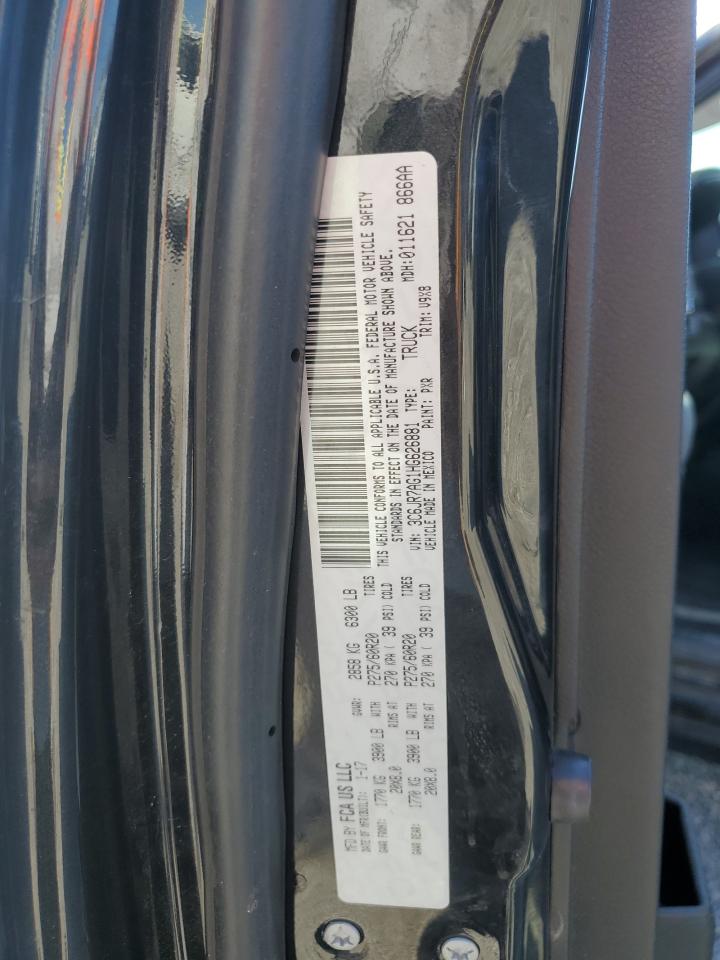 MFD BY FCA US LLC
DATE OF MFR(BUILT): 1-17 GVWR: 2858 KG 6300 LB
GAWR FRONT: 1770 KG 3900 LB WITH P275/60R20 TIRES
20X8.0 RIMS AT 270 KPA ( 39 PSI) COLD
GAWR REAR: 1770 KG 3900 LB WITH P275/60R20 TIRES
20X8.0 RIMS AT 270 KPA ( 39 PSI) COLD
THIS VEHICLE CONFORMS TO ALL APPLICABLE U.S.A. FEDERAL MOTOR VEHICLE SAFETY
STANDARDS IN EFFECT ON THE DATE OF MANUFACTURE SHOWN ABOVE.
VIN: 3C6JR7AG1HG626881 TYPE: TRUCK MDH:011621 866AA
VEHICLE MADE IN MEXICO PAINT: PXR TRIM: V9X8